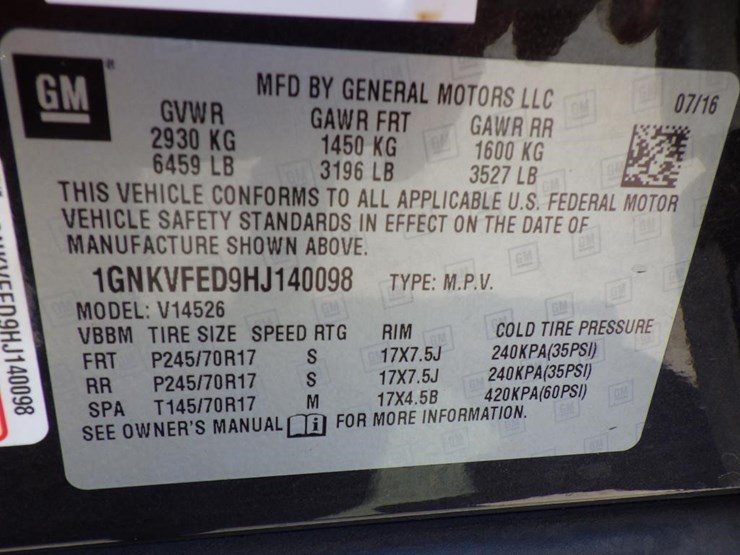 GM
MFD BY GENERAL MOTORS LLC
07/16
GVWR GAWR FRT GAWR RR
2930 KG 1450 KG 1600 KG
6459 LB 3196 LB 3527 LB
THIS VEHICLE CONFORMS TO ALL APPLICABLE U.S. FEDERAL MOTOR
VEHICLE SAFETY STANDARDS IN EFFECT ON THE DATE OF
MANUFACTURE SHOWN ABOVE.
1GNKVFED9HJ140098 TYPE: M.P.V.
MODEL: V14526
VBBM TIRE SIZE SPEED RTG RIM COLD TIRE PRESSURE
FRT P245/70R17 S 17X7.5J 240KPA(35PSI)
RR P245/70R17 S 17X7.5J 240KPA(35PSI)
SPA T145/70R17 M 17X4.5B 420KPA(60PSI)
SEE OWNER'S MANUAL i FOR MORE INFORMATION.
NKVFED9HJ140098